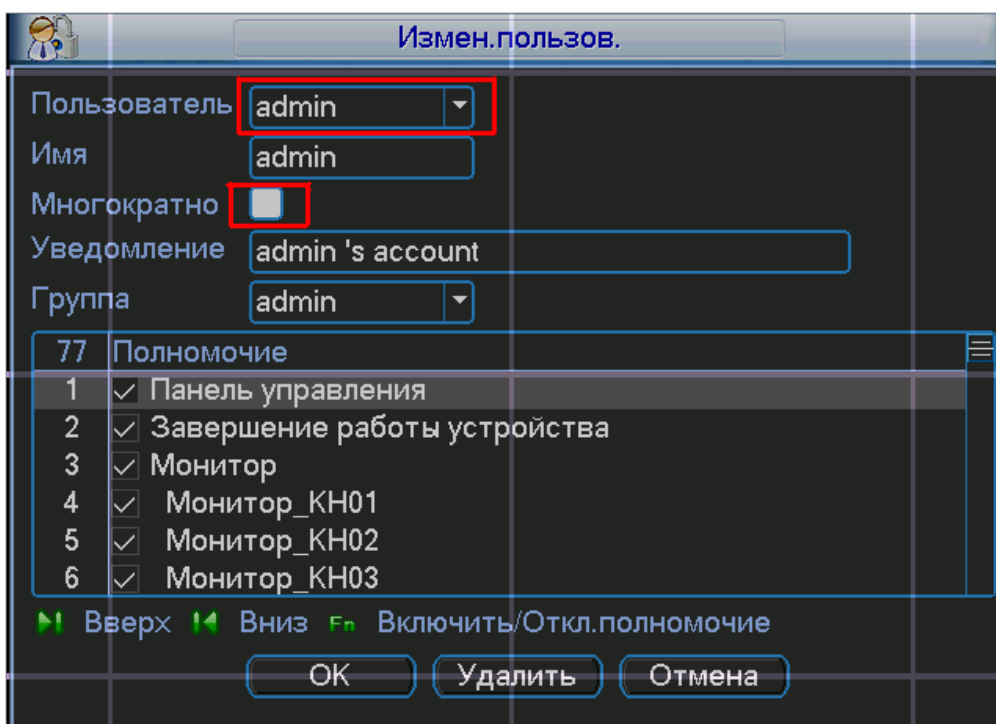 Измен.пользов.
Пользователь admin
Имя admin
Многократно
Уведомление admin 's account
Группа admin
77 Полномочие
1 Панель управления
2 Завершение работы устройства
3 Монитор
4 Монитор_КН01
5 Монитор_КН02
6 Монитор_КН03
Вверх Вниз Fn Включить/Откл.полномочие
OK Удалить Отмена